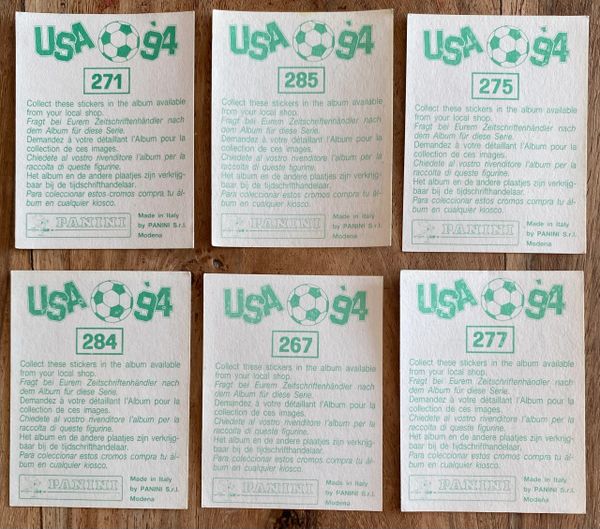 USA 94
271
Collect these stickers in the album available
from your local shop.
Fragt bei Eurem Zeitschriftenhändler nach
dem Album für diese Serie.
Demandez à votre détaillant l'Album pour la
collection de ces images.
Chiedete al vostro rivenditore l'album per la
raccolta di queste figurine.
Het album en de andere plaatjes zijn verkrijg-
baar bij de tijdschrifthandelaar.
Para coleccionar estos cromos compra tu ál-
bum en cualquier kiosco.
PANINI
Made in Italy
by PANINI S.r.l.
Modena
USA 94
285
Collect these stickers in the album available
from your local shop.
Fragt bei Eurem Zeitschriftenhändler nach
dem Album für diese Serie.
Demandez à votre détaillant l'Album pour la
collection de ces images.
Chiedete al vostro rivenditore l'album per la
raccolta di queste figurine.
Het album en de andere plaatjes zijn verkrijg-
baar bij de tijdschrifthandelaar.
Para coleccionar estos cromos compra tu ál-
bum en cualquier kiosco.
PANINI
Made in Italy
by PANINI S.r.l.
Modena
USA 94
275
Collect these stickers in the album available
from your local shop.
Fragt bei Eurem Zeitschriftenhändler nach
dem Album für diese Serie.
Demandez à votre détaillant l'Album pour la
collection de ces images.
Chiedete al vostro rivenditore l'album per la
raccolta di queste figurine.
Het album en de andere plaatjes zijn verkrijg-
baar bij de tijdschrifthandelaar.
Para coleccionar estos cromos compra tu ál-
bum en cualquier kiosco.
PANINI
Made in Italy
by PANINI S.r.l.
Modena
USA 94
284
Collect these stickers in the album available
from your local shop.
Fragt bei Eurem Zeitschriftenhändler nach
dem Album für diese Serie.
Demandez à votre détaillant l'Album pour la
collection de ces images.
Chiedete al vostro rivenditore l'album per la
raccolta di queste figurine.
Het album en de andere plaatjes zijn verkrijg-
baar bij de tijdschrifthandelaar.
Para coleccionar estos cromos compra tu ál-
bum en cualquier kiosco.
PANINI
Made in Italy
by PANINI S.r.l.
Modena
USA 94
267
Collect these stickers in the album available
from your local shop.
Fragt bei Eurem Zeitschriftenhändler nach
dem Album für diese Serie.
Demandez à votre détaillant l'Album pour la
collection de ces images.
Chiedete al vostro rivenditore l'album per la
raccolta di queste figurine.
Het album en de andere plaatjes zijn verkrijg-
baar bij de tijdschrifthandelaar.
Para coleccionar estos cromos compra tu ál-
bum en cualquier kiosco.
PANINI
Made in Italy
by PANINI S.r.l.
Modena
USA 94
277
Collect these stickers in the album available
from your local shop.
Fragt bei Eurem Zeitschriftenhändler nach
dem Album für diese Serie.
Demandez à votre détaillant l'Album pour la
collection de ces images.
Chiedete al vostro rivenditore l'album per la
raccolta di queste figurine.
Het album en de andere plaatjes zijn verkrijg-
baar bij de tijdschrifthandelaar.
Para coleccionar estos cromos compra tu ál-
bum en cualquier kiosco.
PANINI
Made in Italy
by PANINI S.r.l.
Modena